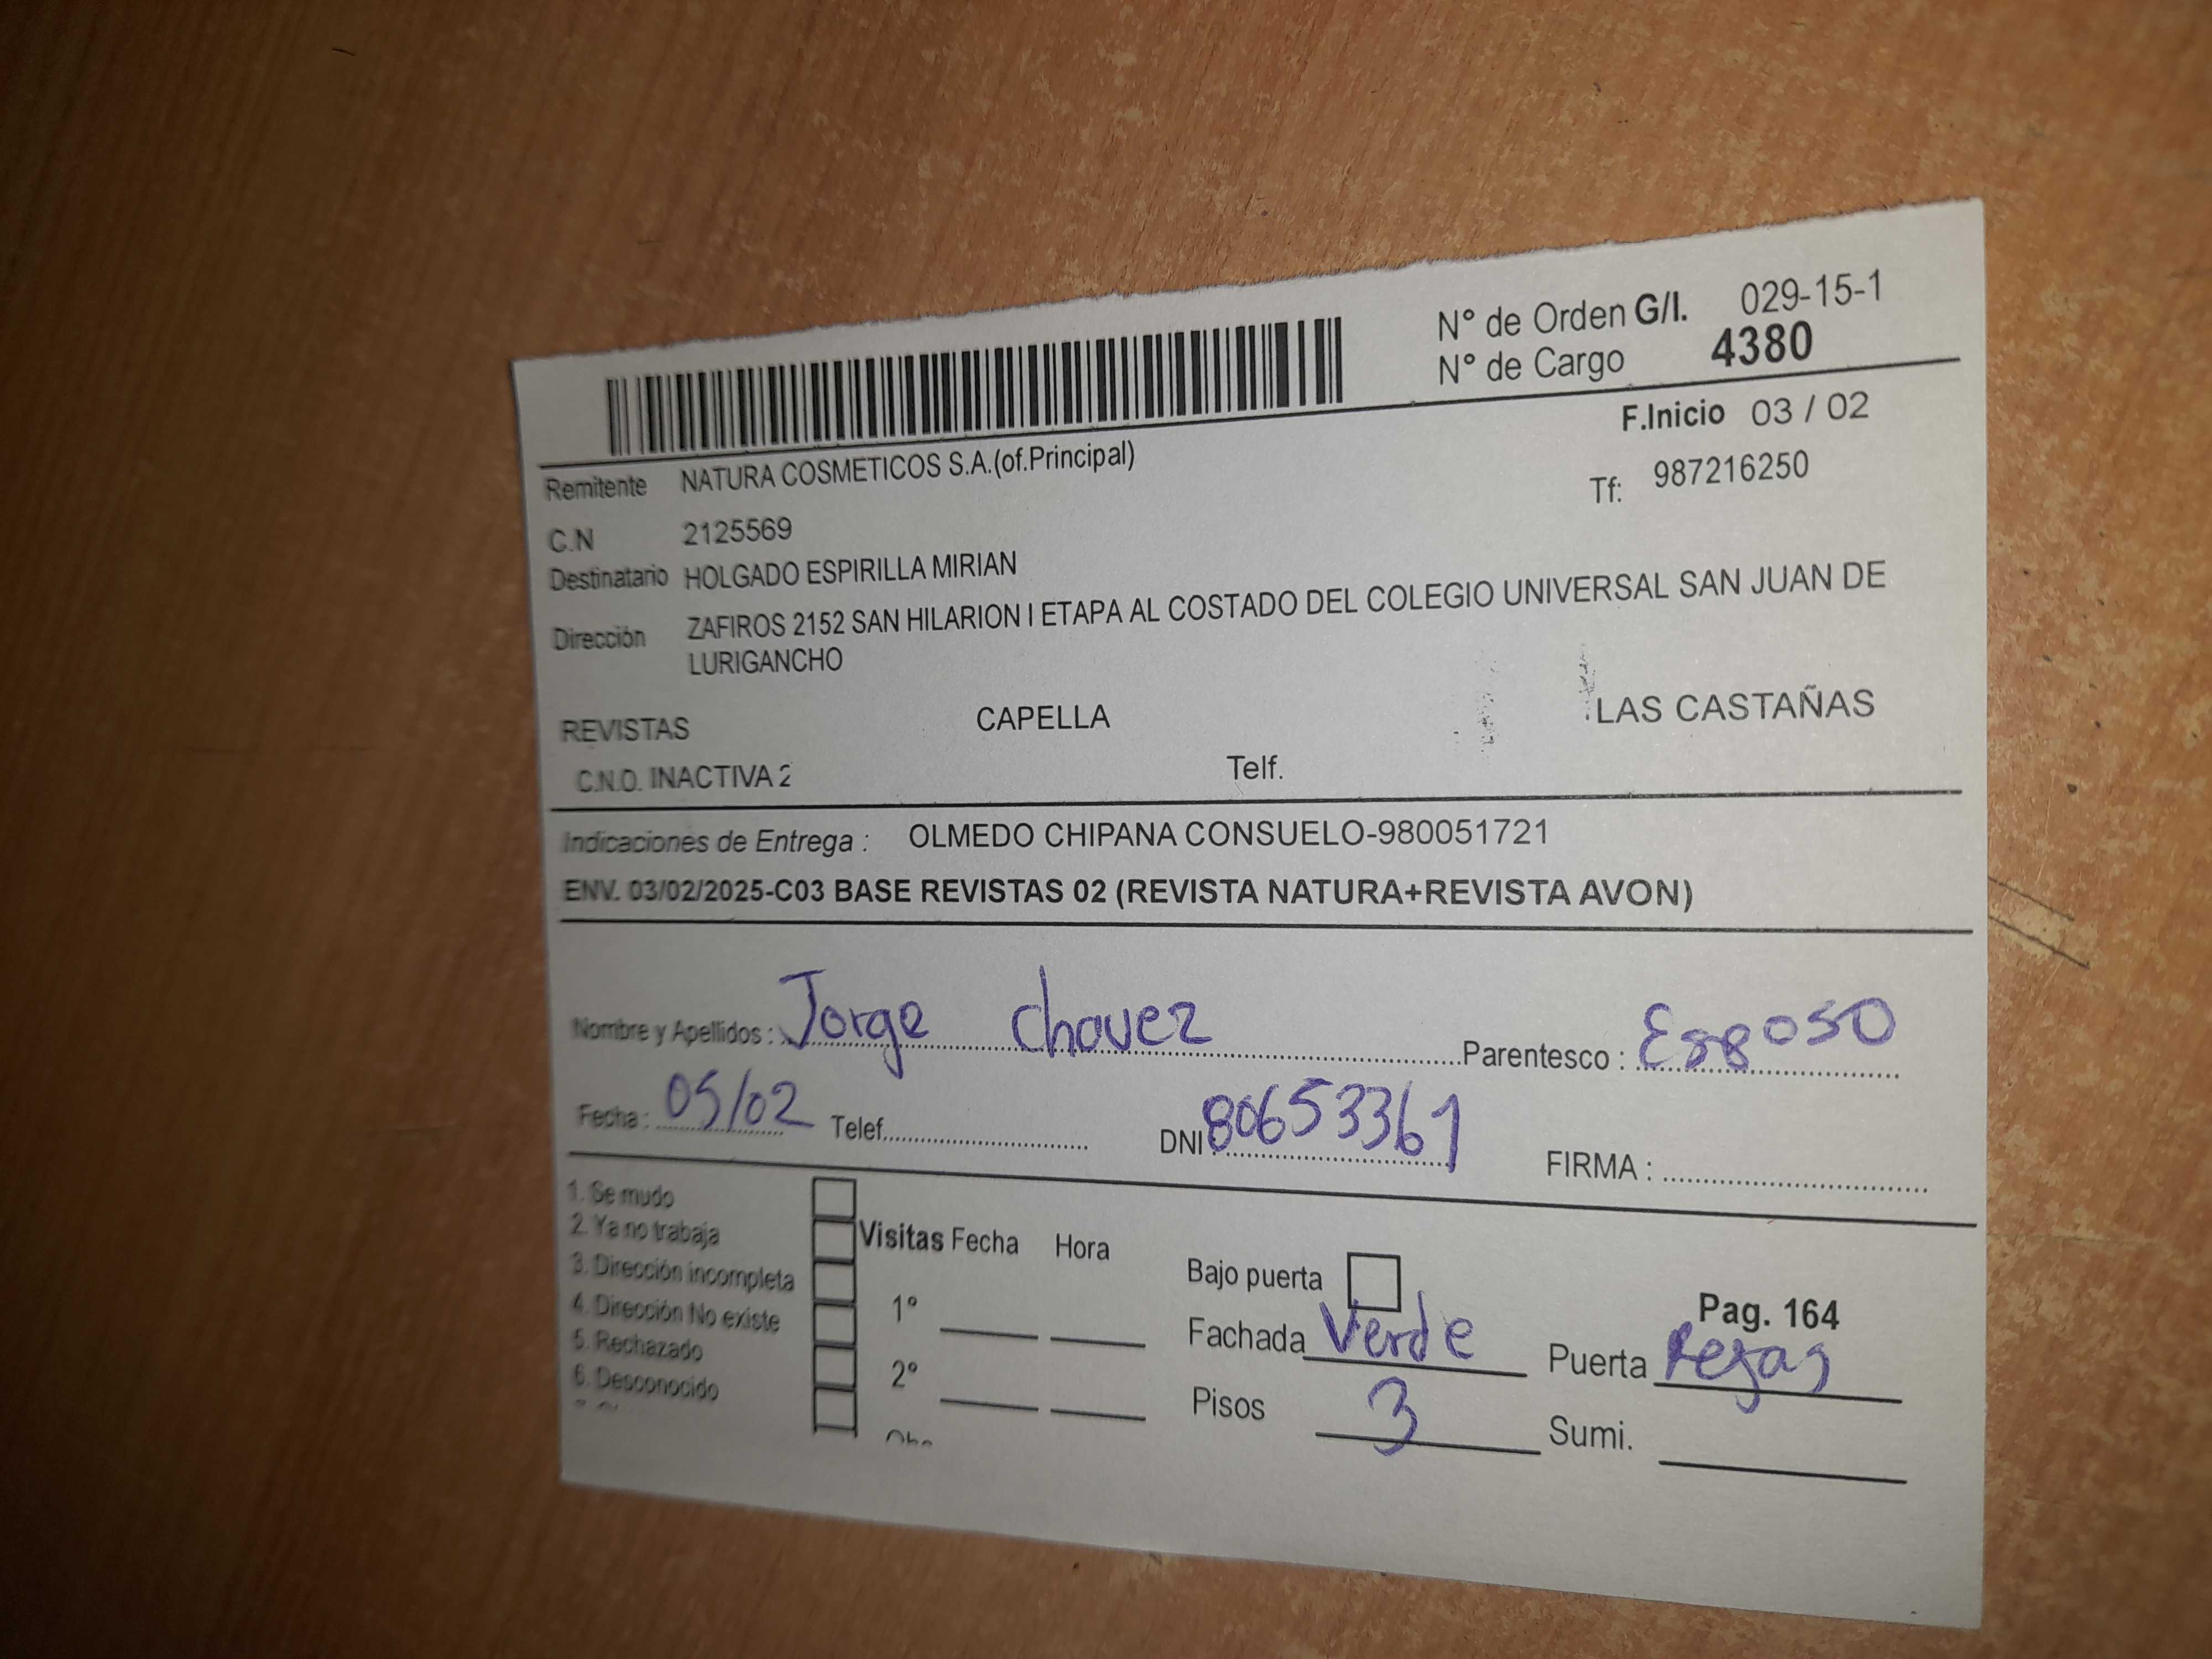 N° de Orden G/I. 029-15-1
N° de Cargo 4380
F.Inicio 03 / 02
Remitente NATURA COSMETICOS S.A.(of.Principal)
Tf: 987216250
C.N 2125569
Destinatario HOLGADO ESPIRILLA MIRIAN
Dirección ZAFIROS 2152 SAN HILARION I ETAPA AL COSTADO DEL COLEGIO UNIVERSAL SAN JUAN DE
LURIGANCHO
REVISTAS CAPELLA LAS CASTAÑAS
C.N.O. INACTIVA 2 Telf.
Indicaciones de Entrega : OLMEDO CHIPANA CONSUELO-980051721
ENV. 03/02/2025-C03 BASE REVISTAS 02 (REVISTA NATURA+REVISTA AVON)
Nombre y Apellidos : Jorge chavez Parentesco : Esposo
Fecha : 05/02 Telef. DNI : 80653361 FIRMA :
1. Se mudo
2. Ya no trabaja
3. Dirección incompleta
4. Dirección No existe
5. Rechazado
6. Desconocido
Visitas Fecha Hora
1°
2°
Bajo puerta
Pag. 164
Fachada Verde Puerta Rejas
Pisos 3 Sumi.